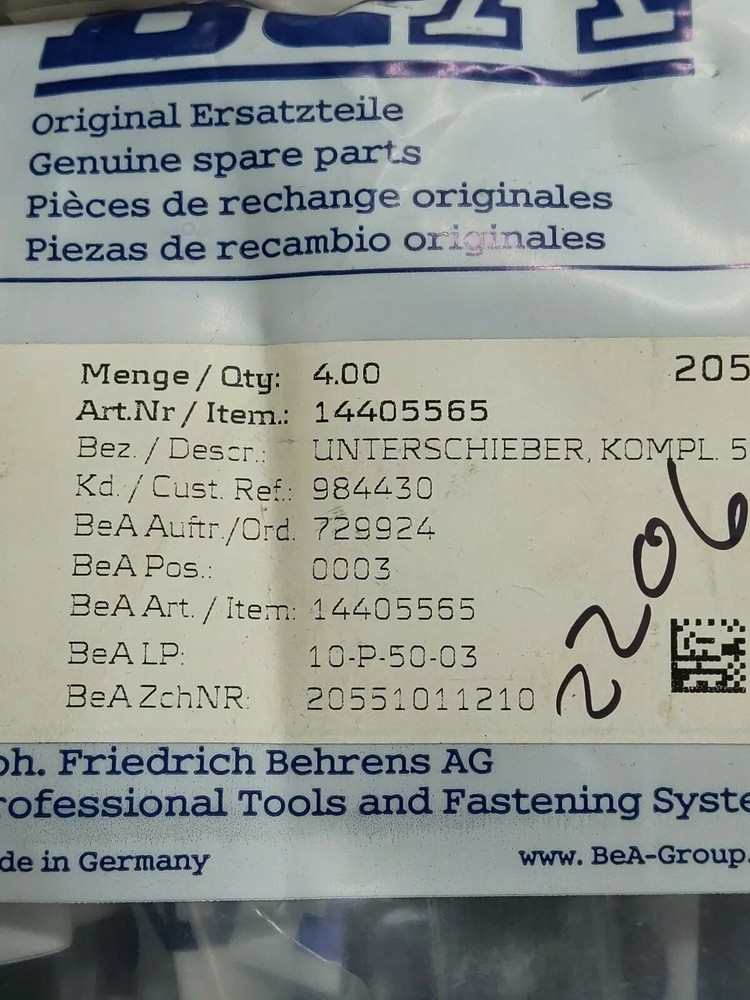 BeA
Original Ersatzteile
Genuine spare parts
Pièces de rechange originales
Piezas de recambio originales
Menge / Qty: 4.00 205
Art.Nr / Item.: 14405565
Bez. / Descr.: UNTERSCHIEBER, KOMPL. 5
Kd. / Cust. Ref.: 984430
BeA Auftr./Ord. 729924
BeA Pos.: 0003
BeA Art. / Item: 14405565
BeA LP: 10-P-50-03
BeA ZchNR: 20551011210
2206
oh. Friedrich Behrens AG
rofessional Tools and Fastening Syste
de in Germany www. BeA-Group.